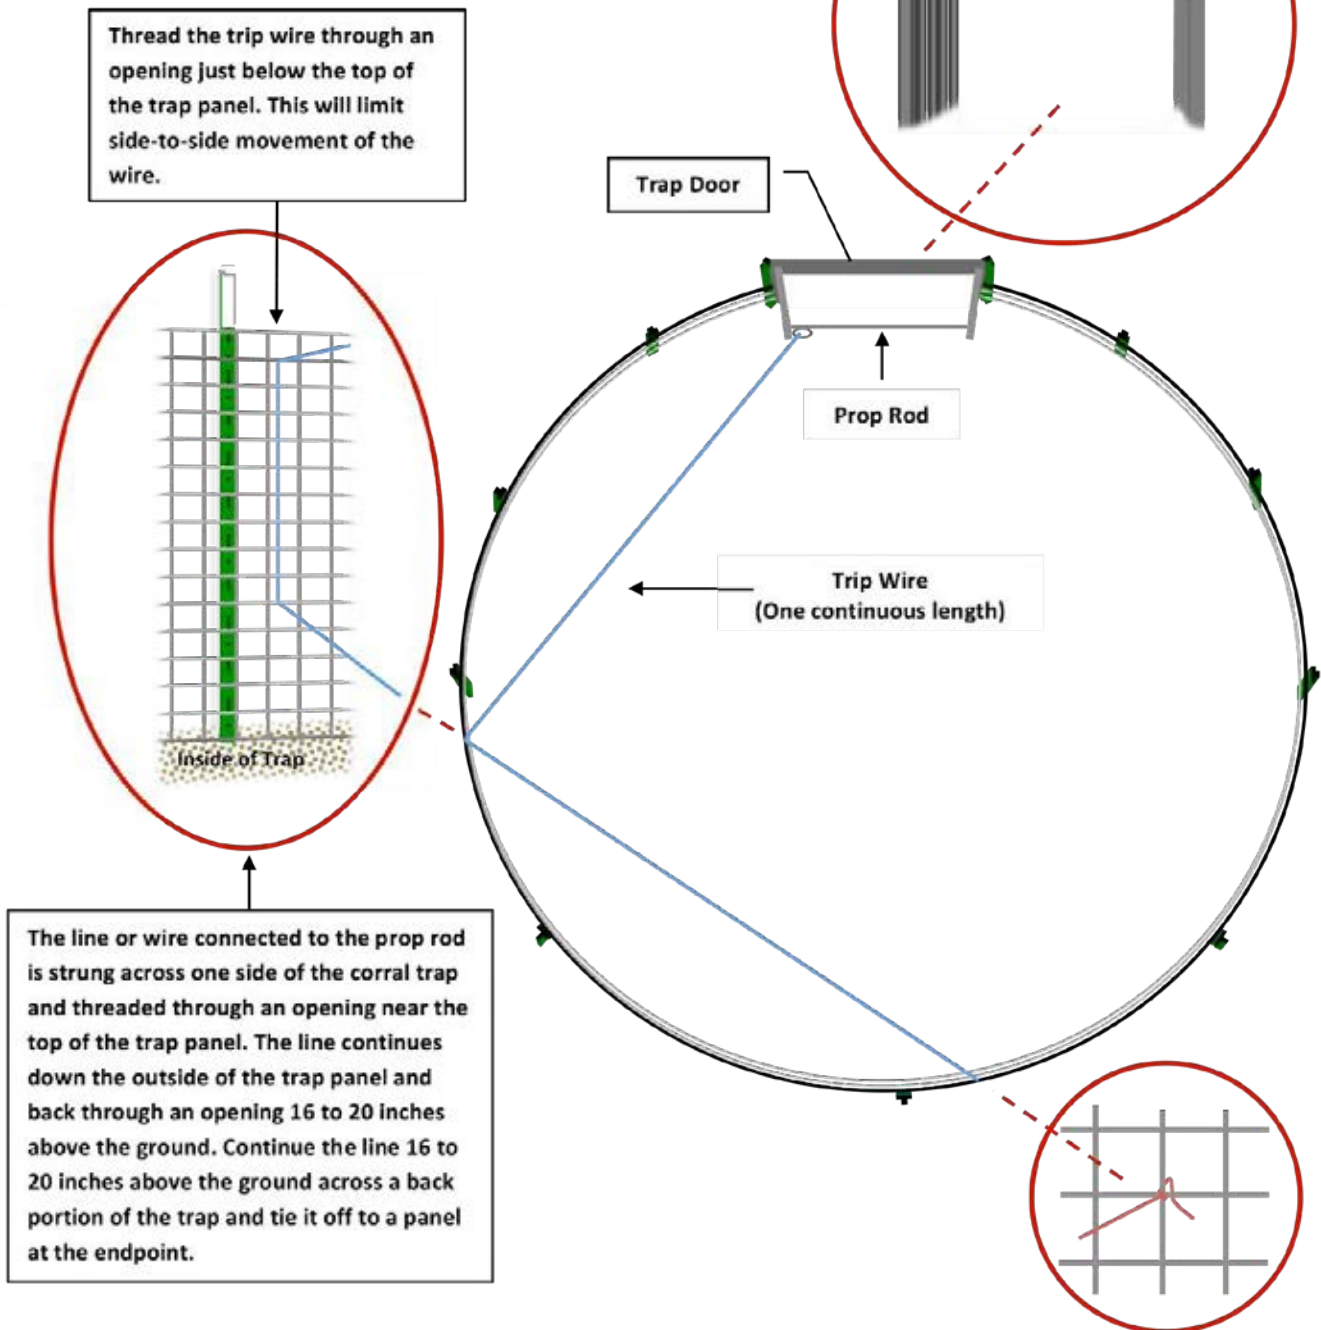 Thread the trip wire through an
opening just below the top of
the trap panel. This will limit
side-to-side movement of the
wire.
Trap Door
Prop Rod
Trip Wire
(One continuous length)
Inside of Trap
The line or wire connected to the prop rod
is strung across one side of the corral trap
and threaded through an opening near the
top of the trap panel. The line continues
down the outside of the trap panel and
back through an opening 16 to 20 inches
above the ground. Continue the line 16 to
20 inches above the ground across a back
portion of the trap and tie it off to a panel
at the endpoint.